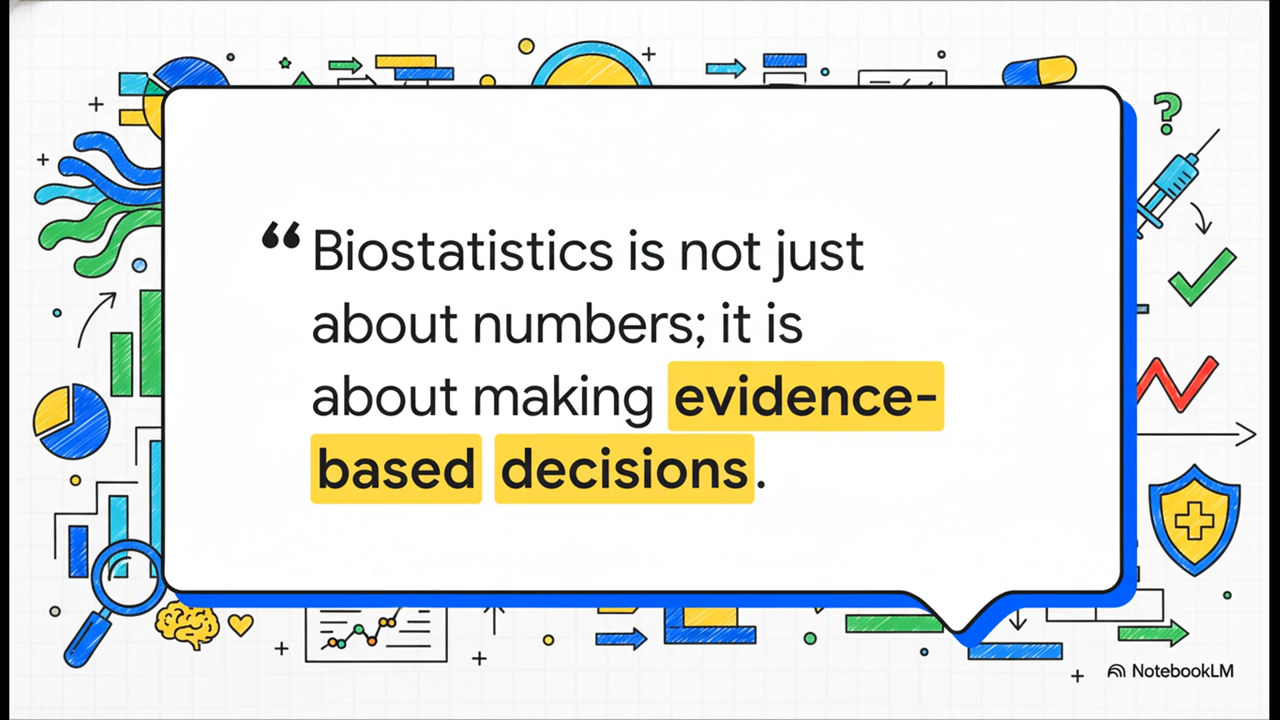 “Biostatistics is not just
about numbers; it is
about making evidence-
based decisions.
?
NotebookLM